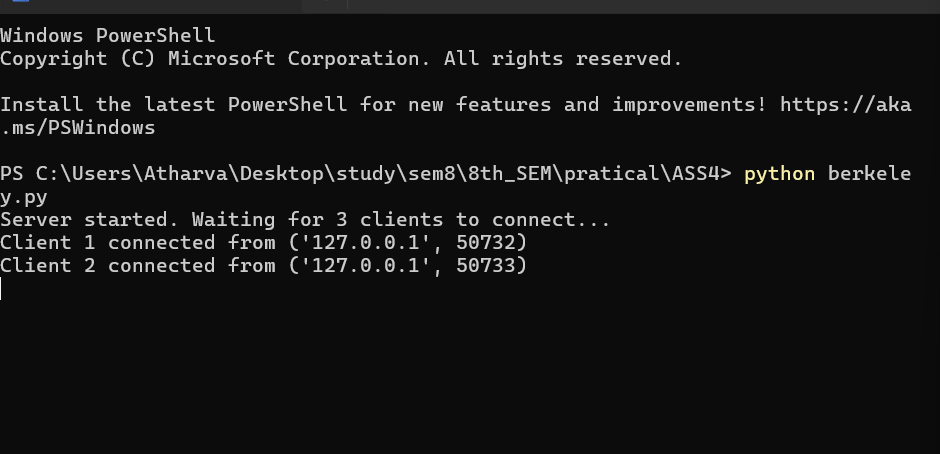 Windows PowerShell
Copyright (C) Microsoft Corporation. All rights reserved.
Install the latest PowerShell for new features and improvements! https://aka
.ms/PSWindows
PS C:\Users\Atharva\Desktop\study\sem8\8th_SEM\pratical\ASS4> python berkele
y.py
Server started. Waiting for 3 clients to connect...
Client 1 connected from ('127.0.0.1', 50732)
Client 2 connected from ('127.0.0.1', 50733)